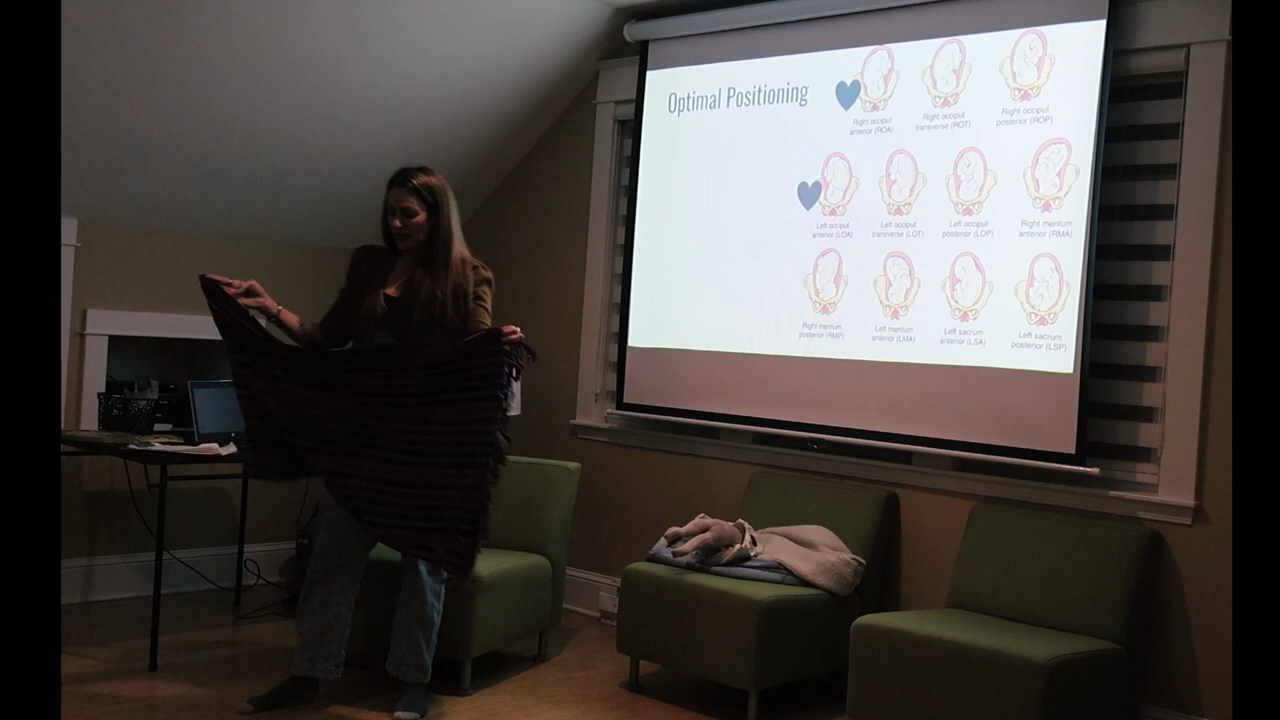 Optimal Positioning
Right occiput
anterior (ROA)
Right occiput
transverse (ROT)
Right occiput
posterior (ROP)
Left occiput
anterior (LOA)
Left occiput
transverse (LOT)
Left occiput
posterior (LOP)
Right mentum
anterior (RMA)
Right mentum
posterior (RMP)
Left mentum
anterior (LMA)
Left sacrum
anterior (LSA)
Left sacrum
posterior (LSP)